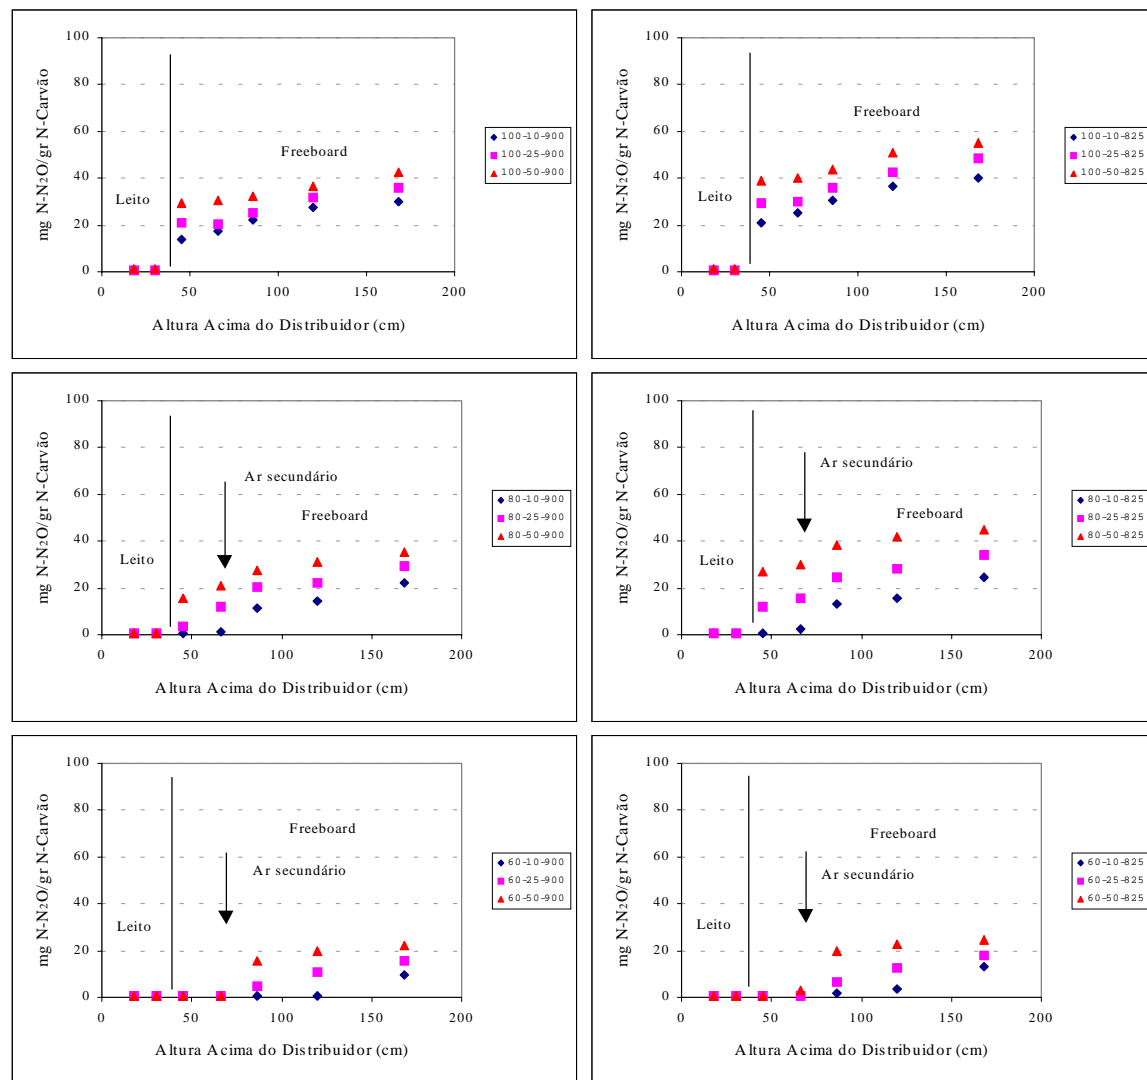 mg N-N₂O/gr N-Carvão
100
80
60
40
20
0
Leito
Freeboard
0 50 100 150 200
Altura Acima do Distribuidor (cm)
100-10-900
100-25-900
100-50-900
mg N-N₂O/gr N-Carvão
100
80
60
40
20
0
Leito
Freeboard
0 50 100 150 200
Altura Acima do Distribuidor (cm)
100-10-825
100-25-825
100-50-825
mg N-N₂O/gr N-Carvão
100
80
60
40
20
0
Ar secundário
Freeboard
Leito
0 50 100 150 200
Altura Acima do Distribuidor (cm)
80-10-900
80-25-900
80-50-900
mg N-N₂O/gr N-Carvão
100
80
60
40
20
0
Ar secundário
Freeboard
Leito
0 50 100 150 200
Altura Acima do Distribuidor (cm)
80-10-825
80-25-825
80-50-825
mg N-N₂O/gr N-Carvão
100
80
60
40
20
0
Freeboard
Ar secundário
Leito
0 50 100 150 200
Altura Acima do Distribuidor (cm)
60-10-900
60-25-900
60-50-900
mg N-N₂O/gr N-Carvão
100
80
60
40
20
0
Freeboard
Ar secundário
Leito
0 50 100 150 200
Altura Acima do Distribuidor (cm)
60-10-825
60-25-825
60-50-825